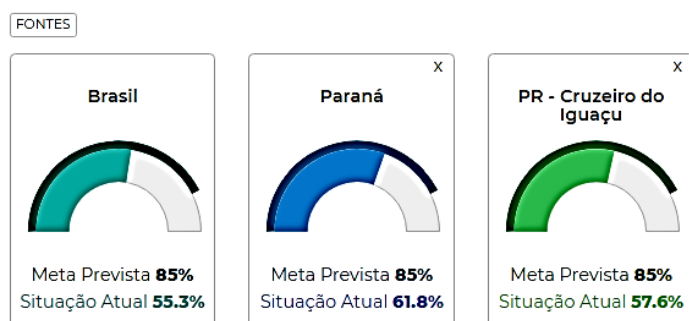 FONTES
X
X
Brasil
Paraná
PR - Cruzeiro do
Iguaçu
Meta Prevista 85%
Situação Atual 55.3%
Meta Prevista 85%
Situação Atual 61.8%
Meta Prevista 85%
Situação Atual 57.6%